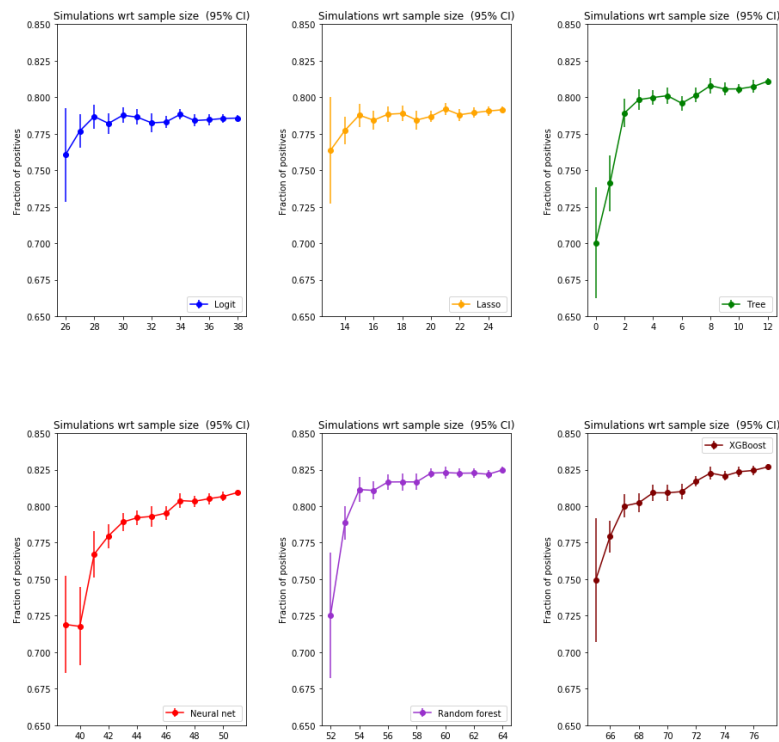 Simulations wrt sample size (95% CI)
Simulations wrt sample size (95% CI)
Simulations wrt sample size (95% CI)
Fraction of positives
0.850
0.825
0.800
0.775
0.750
0.725
0.700
0.675
0.650
Logit
26 28 30 32 34 36 38
Fraction of positives
0.850
0.825
0.800
0.775
0.750
0.725
0.700
0.675
0.650
Lasso
14 16 18 20 22 24
Fraction of positives
0.850
0.825
0.800
0.775
0.750
0.725
0.700
0.675
0.650
Tree
0 2 4 6 8 10 12
Simulations wrt sample size (95% CI)
Simulations wrt sample size (95% CI)
Simulations wrt sample size (95% CI)
Fraction of positives
0.850
0.825
0.800
0.775
0.750
0.725
0.700
0.675
0.650
Neural net
40 42 44 46 48 50
Fraction of positives
0.850
0.825
0.800
0.775
0.750
0.725
0.700
0.675
0.650
Random forest
52 54 56 58 60 62 64
Fraction of positives
0.850
0.825
0.800
0.775
0.750
0.725
0.700
0.675
0.650
XGBoost
66 68 70 72 74 76